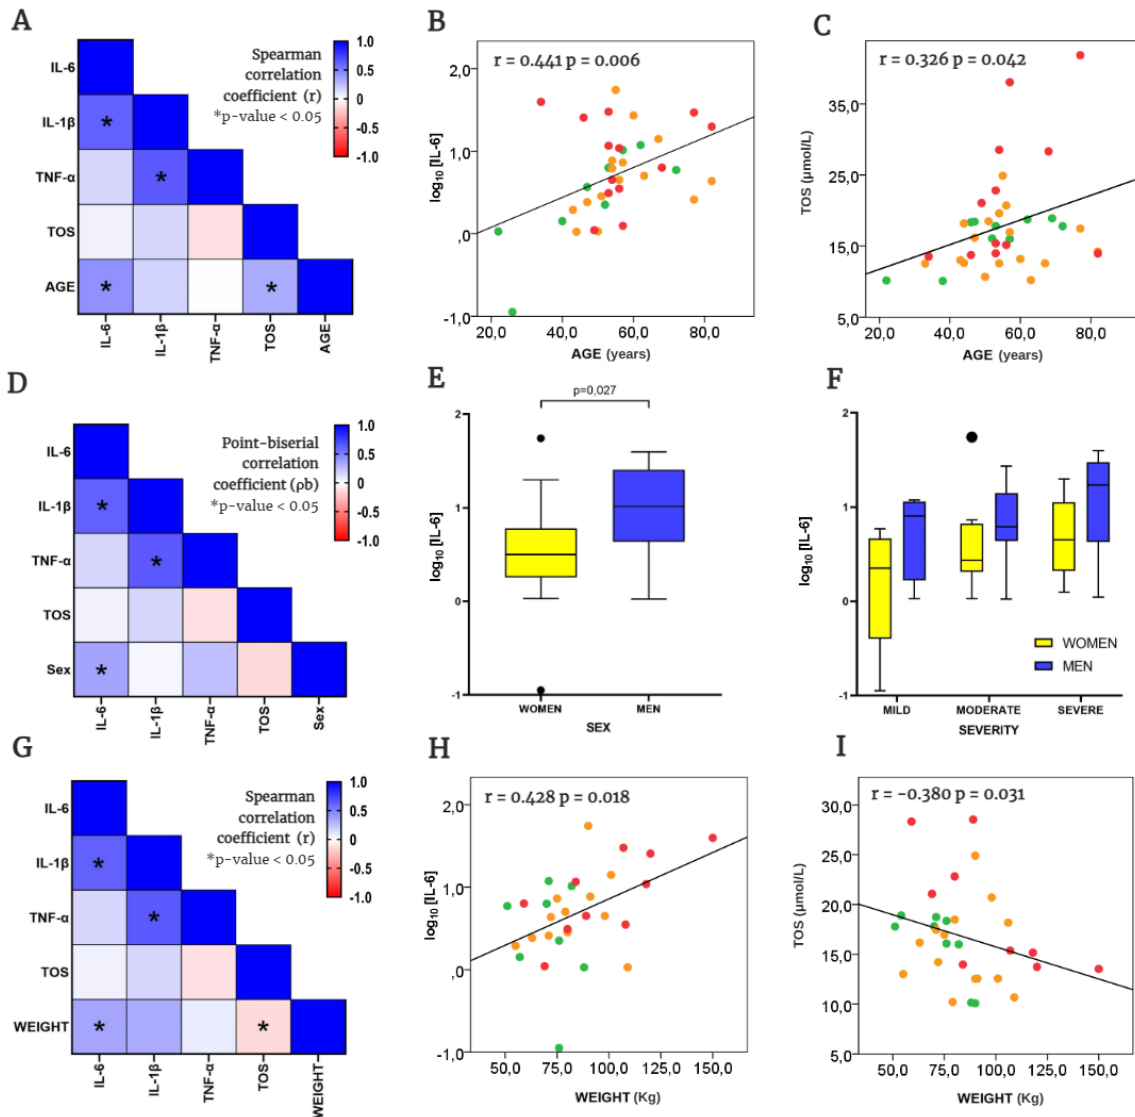 A
IL-6
IL-1β
TNF-α
TOS
AGE
IL-6
IL-1β
TNF-α
TOS
AGE
*
*
*
*
Spearman
correlation
coefficient (r)
*p-value < 0.05
1.0
0.5
0
-0.5
-1.0
B
r = 0.441 p = 0.006
log10 [IL-6]
2,0
1,0
,0
-1,0
20,0
40,0
60,0
80,0
AGE (years)
C
r = 0.326 p = 0.042
TOS (µmol/L)
35,0
25,0
15,0
5,0
20,0
40,0
60,0
80,0
AGE (years)
D
IL-6
IL-1β
TNF-α
TOS
Sex
IL-6
IL-1β
TNF-α
TOS
Sex
*
*
*
Point-biserial
correlation
coefficient (ρb)
*p-value < 0.05
1.0
0.5
0
-0.5
-1.0
E
p=0,027
log10 [IL-6]
2
1
0
-1
WOMEN
MEN
SEX
F
log10 [IL-6]
2
1
0
-1
WOMEN
MEN
MILD
MODERATE
SEVERE
SEVERITY
G
IL-6
IL-1β
TNF-α
TOS
WEIGHT
IL-6
IL-1β
TNF-α
TOS
WEIGHT
*
*
*
*
Spearman
correlation
coefficient (r)
*p-value < 0.05
1.0
0.5
0
-0.5
-1.0
H
r = 0.428 p = 0.018
log10 [IL-6]
2,0
1,0
,0
-1,0
50,0
75,0
100,0
125,0
150,0
WEIGHT (Kg)
I
r = −0.380 p = 0.031
TOS (µmol/L)
30,0
25,0
20,0
15,0
10,0
5,0
50,0
75,0
100,0
125,0
150,0
WEIGHT (Kg)